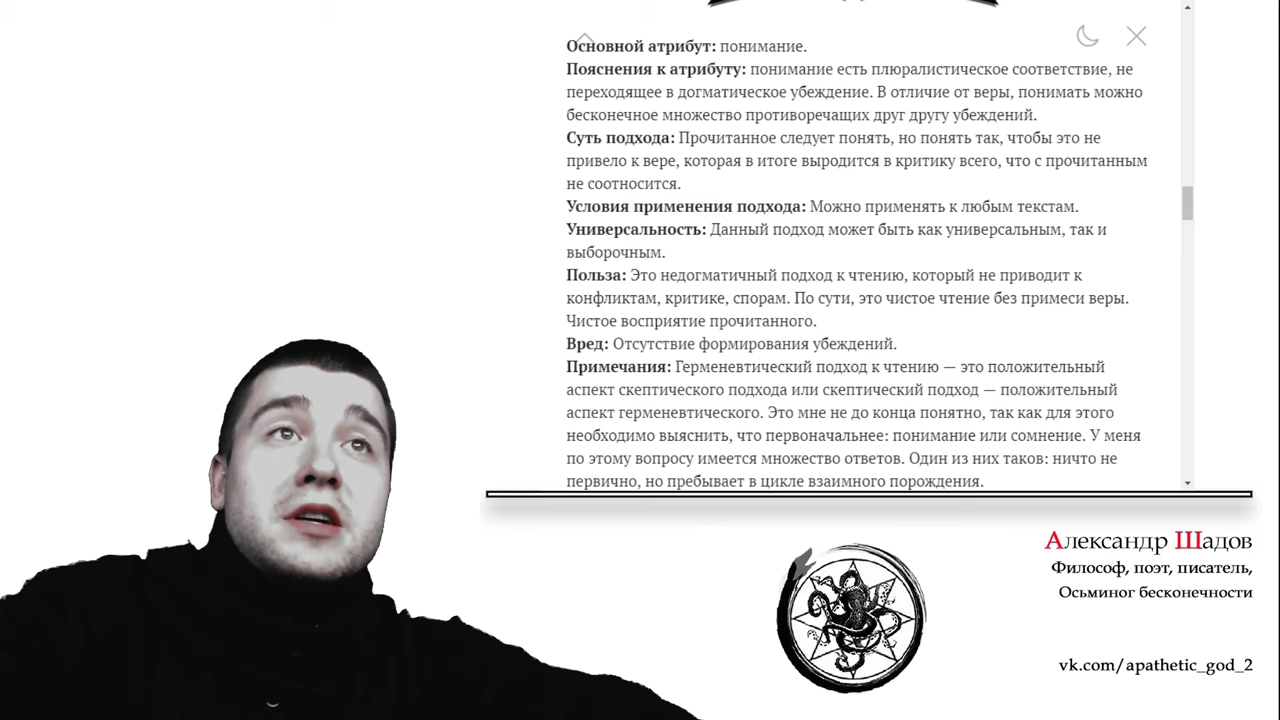 Основной атрибут: понимание.
Пояснения к атрибуту: понимание есть плюралистическое соответствие, не
переходящее в догматическое убеждение. В отличие от веры, понимать можно
бесконечное множество противоречащих друг другу убеждений.
Суть подхода: Прочитанное следует понять, но понять так, чтобы это не
привело к вере, которая в итоге выродится в критику всего, что с прочитанным
не соотносится.
Условия применения подхода: Можно применять к любым текстам.
Универсальность: Данный подход может быть как универсальным, так и
выборочным.
Польза: Это недогматичный подход к чтению, который не приводит к
конфликтам, критике, спорам. По сути, это чистое чтение без примеси веры.
Чистое восприятие прочитанного.
Вред: Отсутствие формирования убеждений.
Примечания: Герменевтический подход к чтению — это положительный
аспект скептического подхода или скептический подход — положительный
аспект герменевтического. Это мне не до конца понятно, так как для этого
необходимо выяснить, что первоначальнее: понимание или сомнение. У меня
по этому вопросу имеется множество ответов. Один из них таков: ничто не
первично, но пребывает в цикле взаимного порождения.
Александр Шадов
Философ, поэт, писатель,
Осьминог бесконечности
vk.com/apathetic_god_2